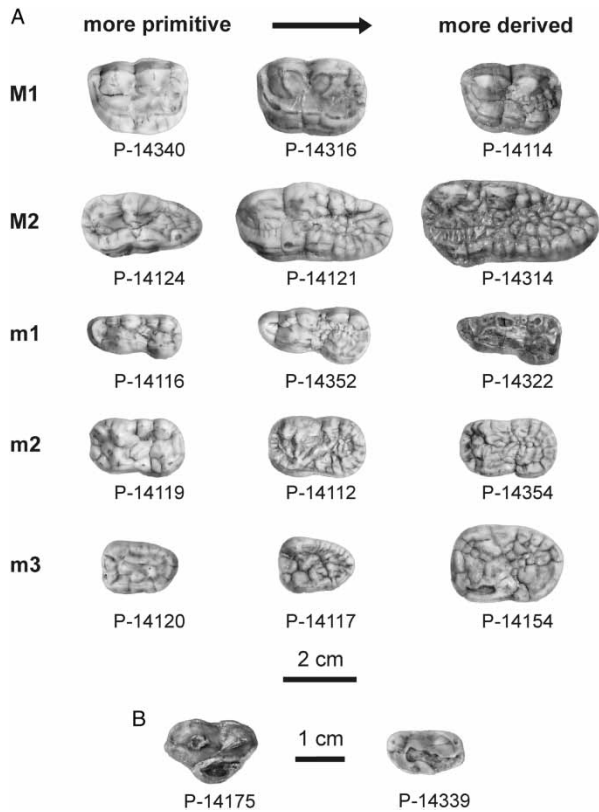 A
more primitive more derived
M1
P-14340 P-14316 P-14114
M2
P-14124 P-14121 P-14314
m1
P-14116 P-14352 P-14322
m2
P-14119 P-14112 P-14354
m3
P-14120 P-14117 P-14154
2 cm
B
1 cm
P-14175 P-14339